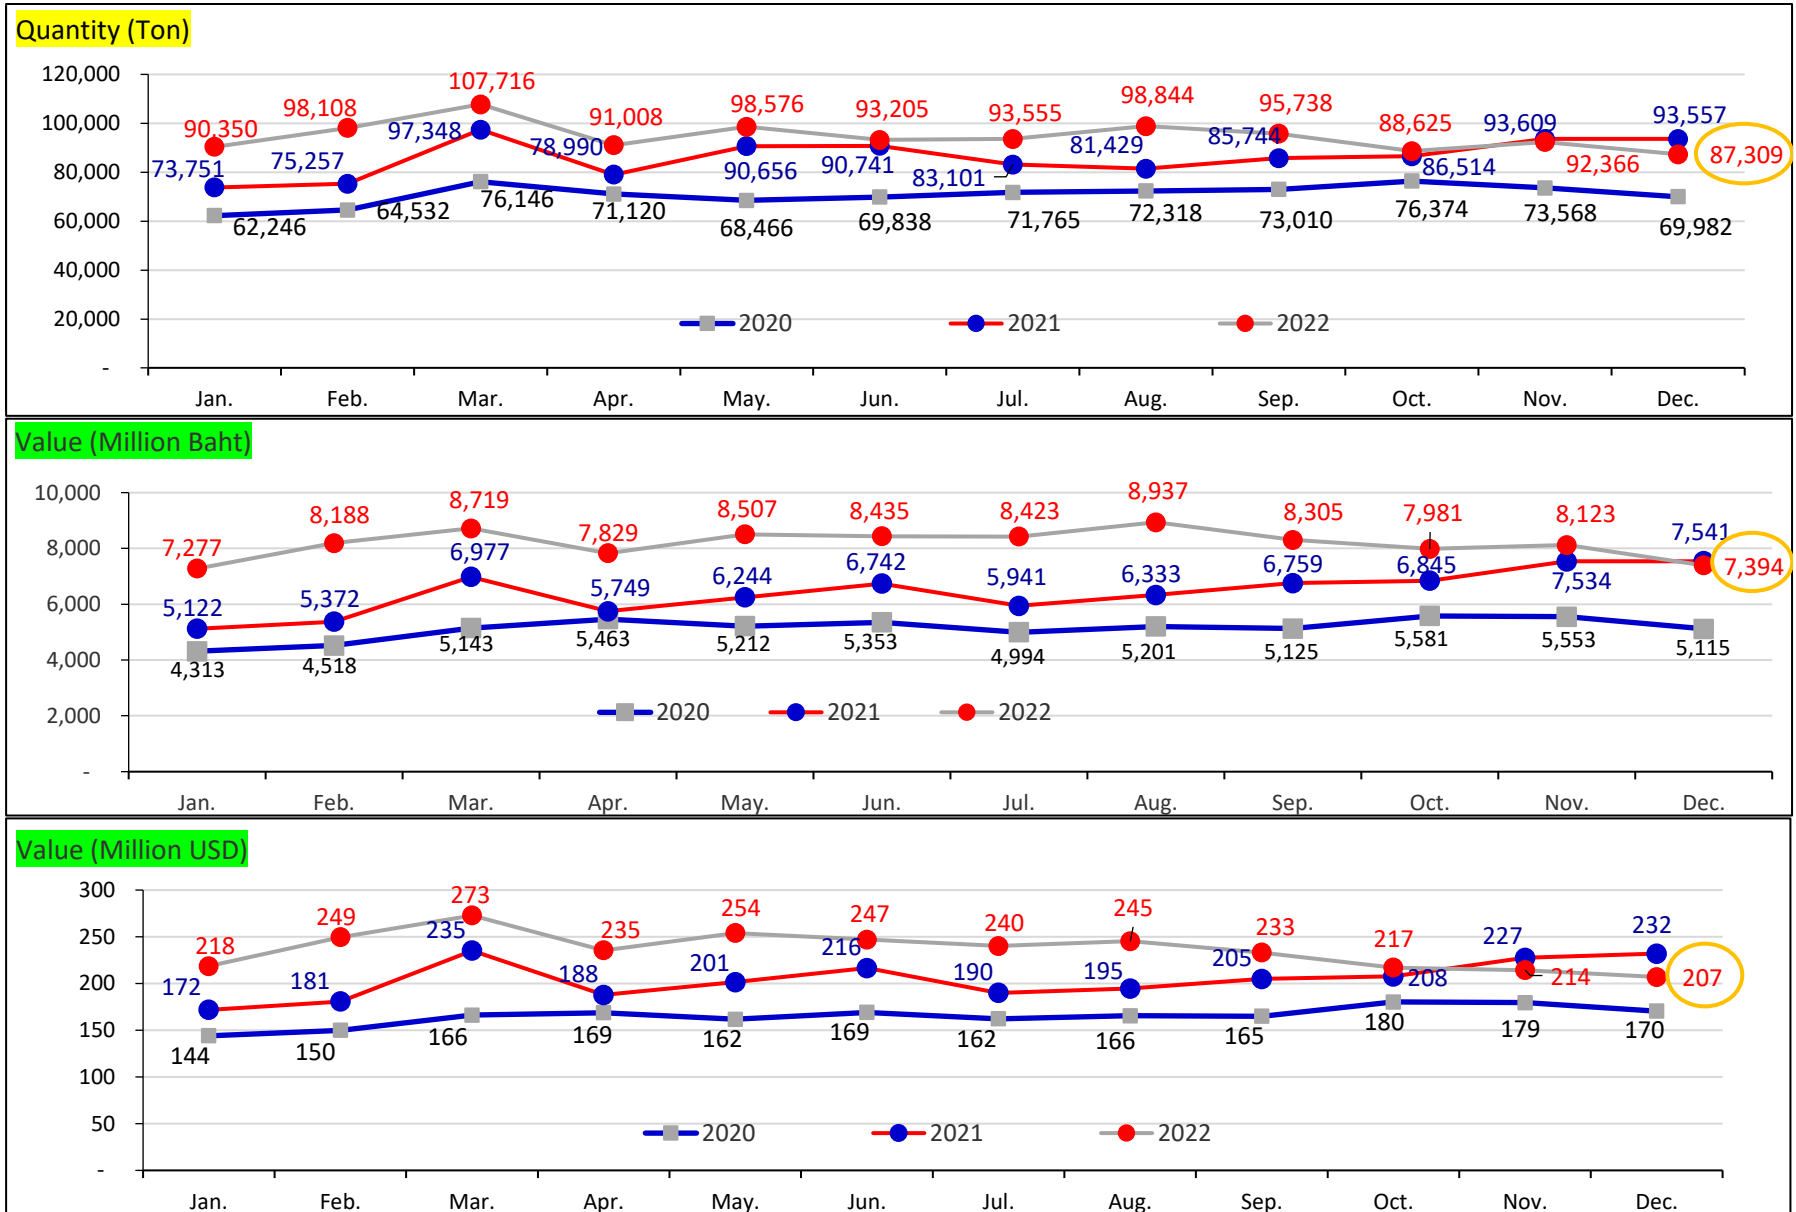 Quantity (Ton)
120,000
100,000
80,000
60,000
40,000
20,000
-
90,350 98,108 107,716 91,008 98,576 93,205 93,555 98,844 95,738 88,625 92,366 87,309
73,751 75,257 97,348 78,990 90,656 90,741 83,101 81,429 85,744 86,514 93,609 93,557
62,246 64,532 76,146 71,120 68,466 69,838 71,765 72,318 73,010 76,374 73,568 69,982
2020 2021 2022
Jan. Feb. Mar. Apr. May. Jun. Jul. Aug. Sep. Oct. Nov. Dec.
Value (Million Baht)
10,000
8,000
6,000
4,000
2,000
-
7,277 8,188 8,719 7,829 8,507 8,435 8,423 8,937 8,305 7,981 8,123 7,394
5,122 5,372 6,977 5,749 6,244 6,742 5,941 6,333 6,759 6,845 7,534 7,541
4,313 4,518 5,143 5,463 5,212 5,353 4,994 5,201 5,125 5,581 5,553 5,115
2020 2021 2022
Jan. Feb. Mar. Apr. May. Jun. Jul. Aug. Sep. Oct. Nov. Dec.
Value (Million USD)
300
250
200
150
100
50
-
218 249 273 235 254 247 240 245 233 217 214 207
172 181 235 188 201 216 190 195 205 208 227 232
144 150 166 169 162 169 162 166 165 180 179 170
2020 2021 2022
Jan. Feb. Mar. Apr. May. Jun. Jul. Aug. Sep. Oct. Nov. Dec.